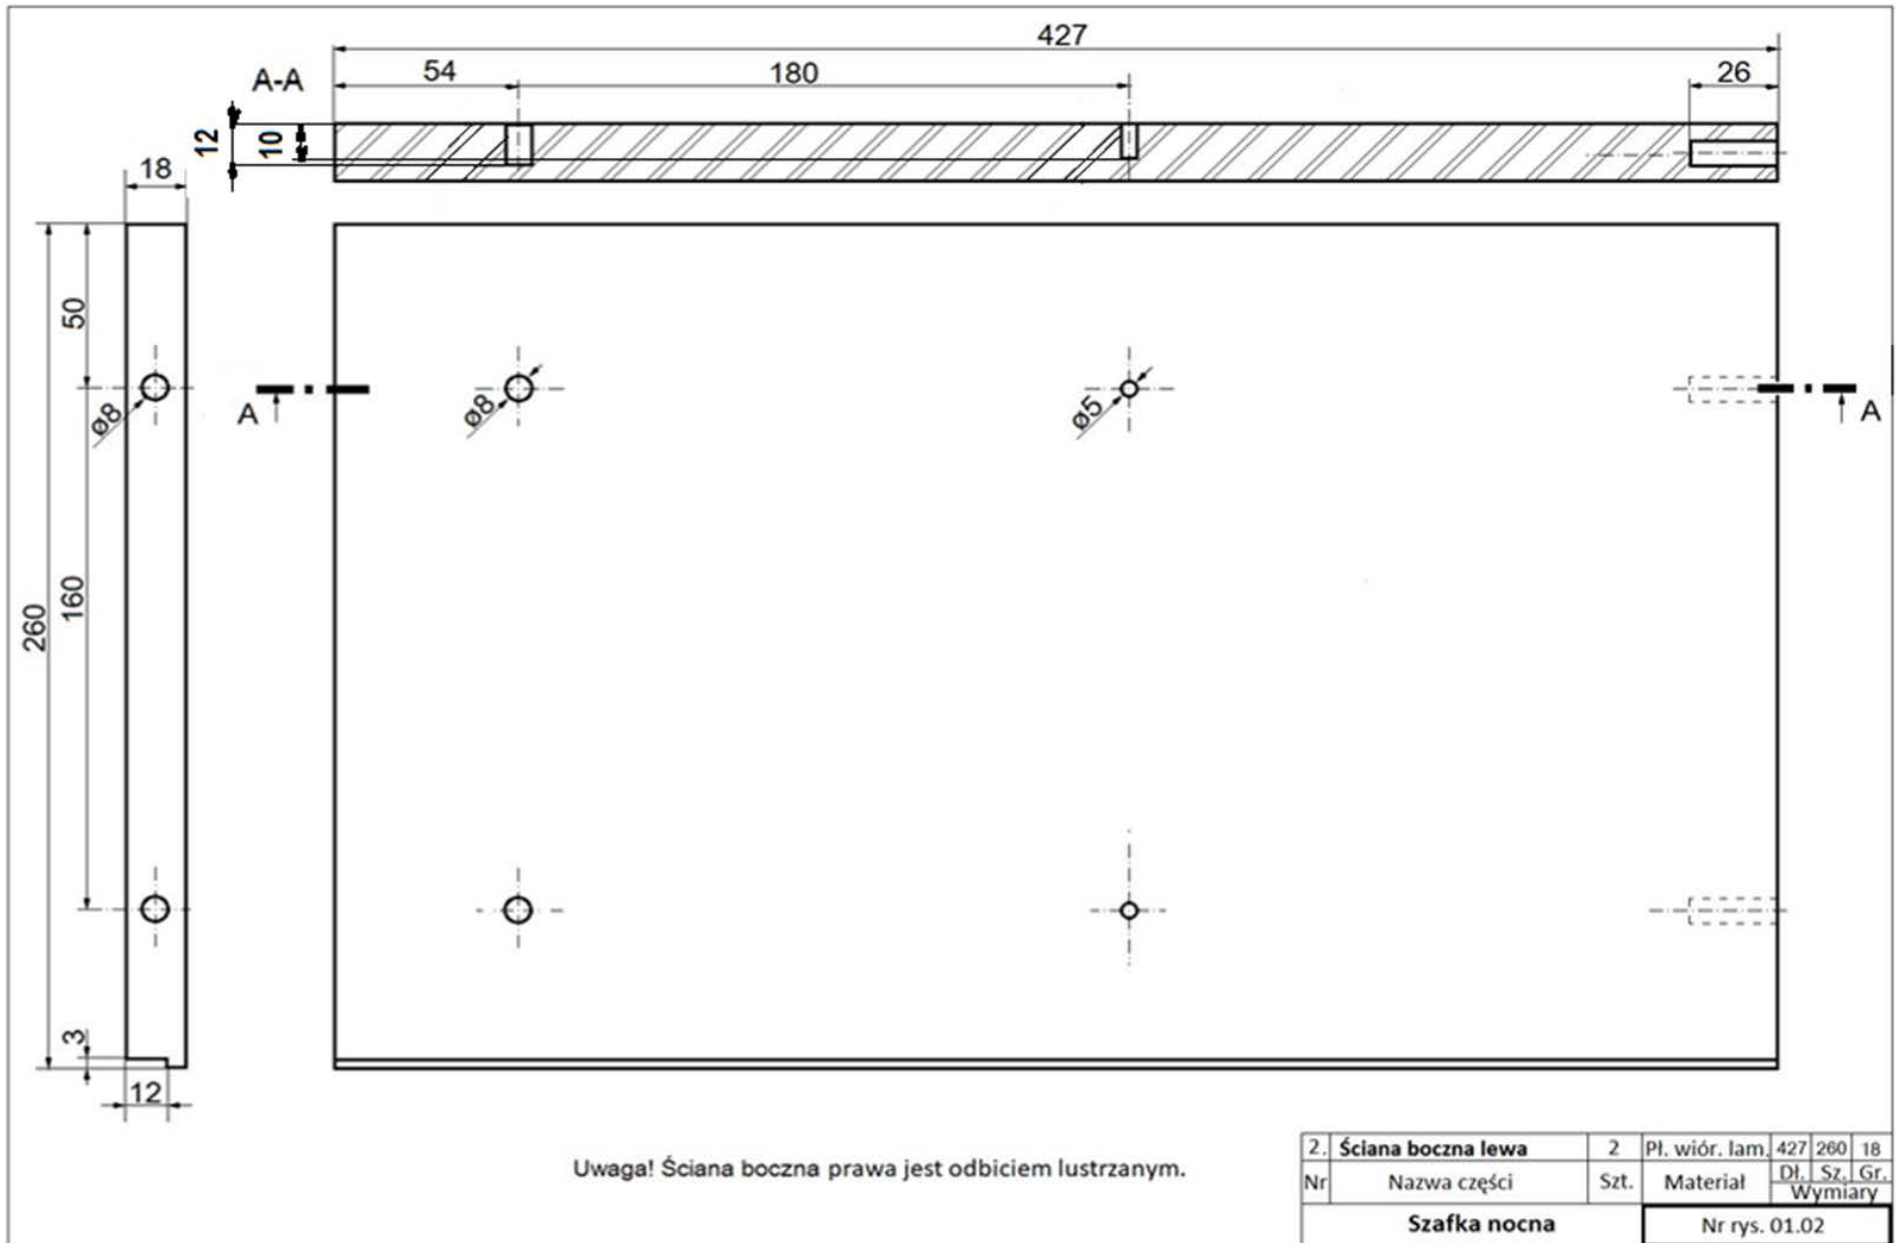 427
54
180
26
A-A
12
10
18
50
ø8
A
ø8
ø5
A
160
260
3
12
Uwaga! Ściana boczna prawa jest odbiciem lustrzanym.
2. Ściana boczna lewa 2 Pł. wiór. lam. 427 260 18
Nr Nazwa części Szt. Materiał Dł. Sz. Gr.
Wymiary
Szafka nocna Nr rys. 01.02